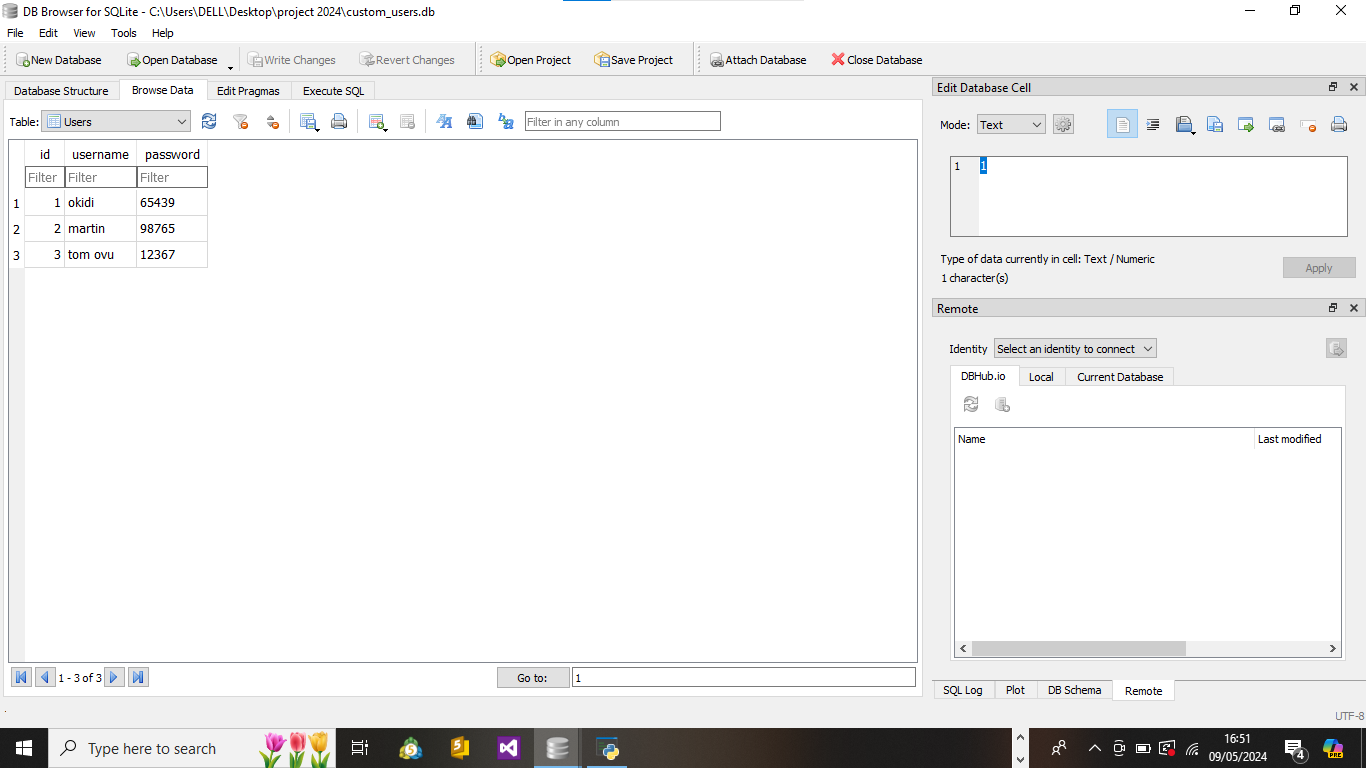 DB Browser for SQLite - C:\Users\DELL\Desktop\project 2024\custom_users.db
File Edit View Tools Help
New Database Open Database Write Changes Revert Changes Open Project Save Project Attach Database Close Database
Database Structure Browse Data Edit Pragmas Execute SQL
Table: Users Filter in any column
id username password
Filter Filter Filter
1 1 okidi 65439
2 2 martin 98765
3 3 tom ovu 12367
1 - 3 of 3 Go to: 1
Edit Database Cell
Mode: Text
1 1
Type of data currently in cell: Text / Numeric
1 character(s)
Apply
Remote
Identity Select an identity to connect
DBHub.io Local Current Database
Name Last modified
SQL Log Plot DB Schema Remote
UTF-8
Type here to search
16:51
09/05/2024
4
PRE